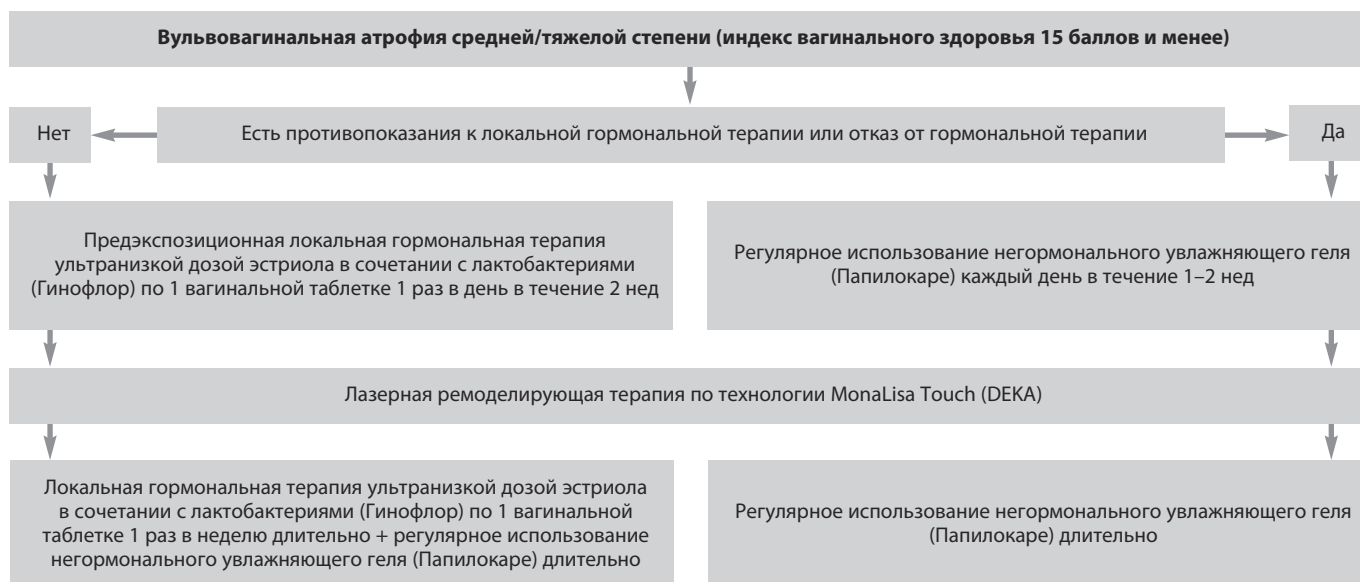 Вульвовагинальная атрофия средней/тяжелой степени (индекс вагинального здоровья 15 баллов и менее)
Нет
Есть противопоказания к локальной гормональной терапии или отказ от гормональной терапии
Да
Предэкспозиционная локальная гормональная терапия
ультранизкой дозой эстриола в сочетании с лактобактериями
(Гинофлор) по 1 вагинальной таблетке 1 раз в день в течение 2 нед
Регулярное использование негормонального увлажняющего геля
(Папилокаре) каждый день в течение 1–2 нед
Лазерная ремоделирующая терапия по технологии MonaLisa Touch (DEKA)
Локальная гормональная терапия ультранизкой дозой эстриола
в сочетании с лактобактериями (Гинофлор) по 1 вагинальной
таблетке 1 раз в неделю длительно + регулярное использование
негормонального увлажняющего геля (Папилокаре) длительно
Регулярное использование негормонального увлажняющего геля
(Папилокаре) длительно